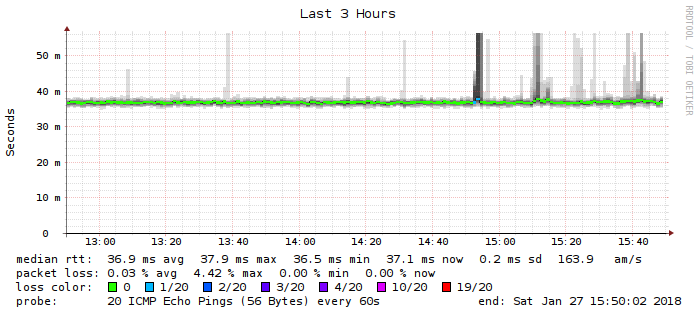 Last 3 Hours
RRDTOOL / TOBI OETIKER
Seconds
50 m
40 m
30 m
20 m
10 m
0
13:00 13:20 13:40 14:00 14:20 14:40 15:00 15:20 15:40
median rtt: 36.9 ms avg 37.9 ms max 36.5 ms min 37.1 ms now 0.2 ms sd 163.9 am/s
packet loss: 0.03 % avg 4.42 % max 0.00 % min 0.00 % now
loss color: 0 1/20 2/20 3/20 4/20 10/20 19/20
probe: 20 ICMP Echo Pings (56 Bytes) every 60s end: Sat Jan 27 15:50:02 2018